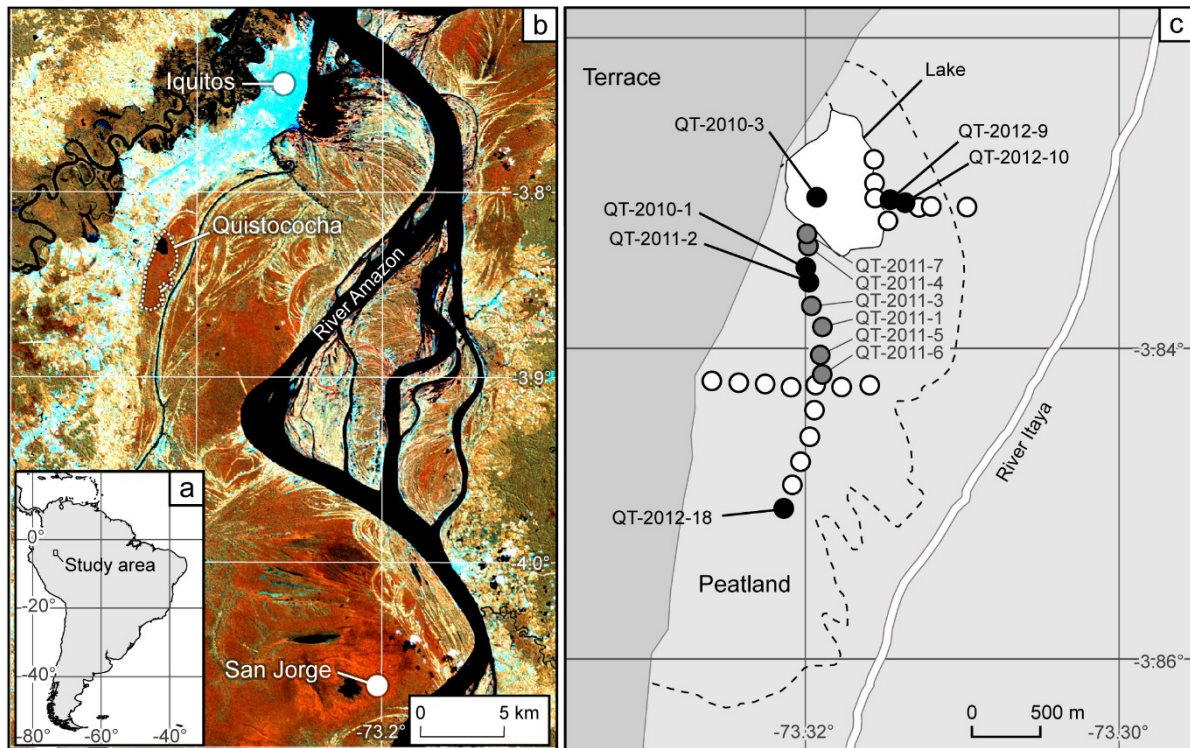 b
Iquitos
-3.8°
Quistococha
River Amazon
-3.9°
a
0°
Study area
-20°
-40°
-80° -60° -40°
-4.0°
San Jorge
0 5 km
-73.2°
c
Terrace
Lake
QT-2010-3
QT-2012-9
QT-2012-10
QT-2010-1
QT-2011-2
QT-2011-7
QT-2011-4
QT-2011-3
QT-2011-1
QT-2011-5
QT-2011-6
-3.84°
River Itaya
QT-2012-18
Peatland
-3.86°
0 500 m
-73.32 -73.30°